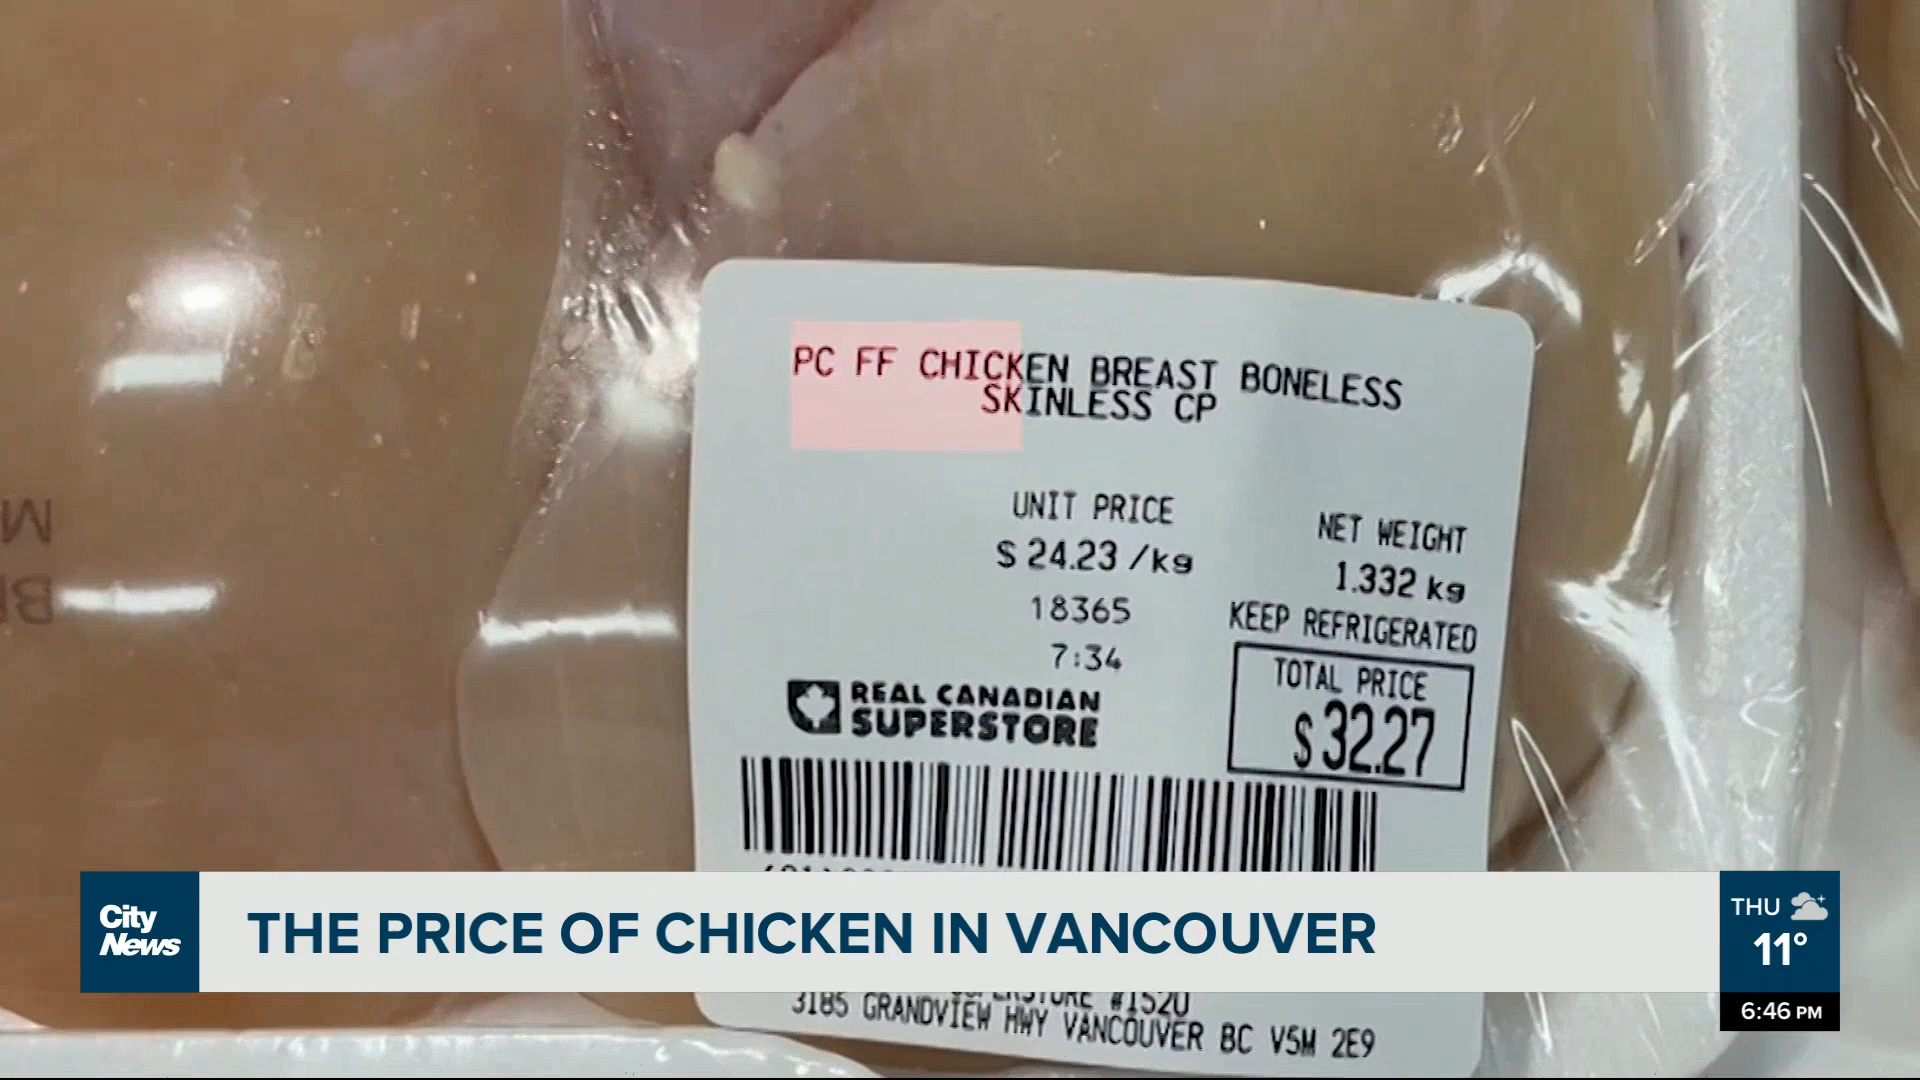 PC FF CHICKEN BREAST BONELESS
SKINLESS CP
UNIT PRICE
$ 24.23 /kg
NET WEIGHT
1.332 kg
18365
7:34
KEEP REFRIGERATED
TOTAL PRICE
$ 32.27
REAL CANADIAN
SUPERSTORE
City
News
THE PRICE OF CHICKEN IN VANCOUVER
THU
11°
6:46 PM
SUPERSTORE #1520
3185 GRANDVIEW HWY VANCOUVER BC V5M 2E9